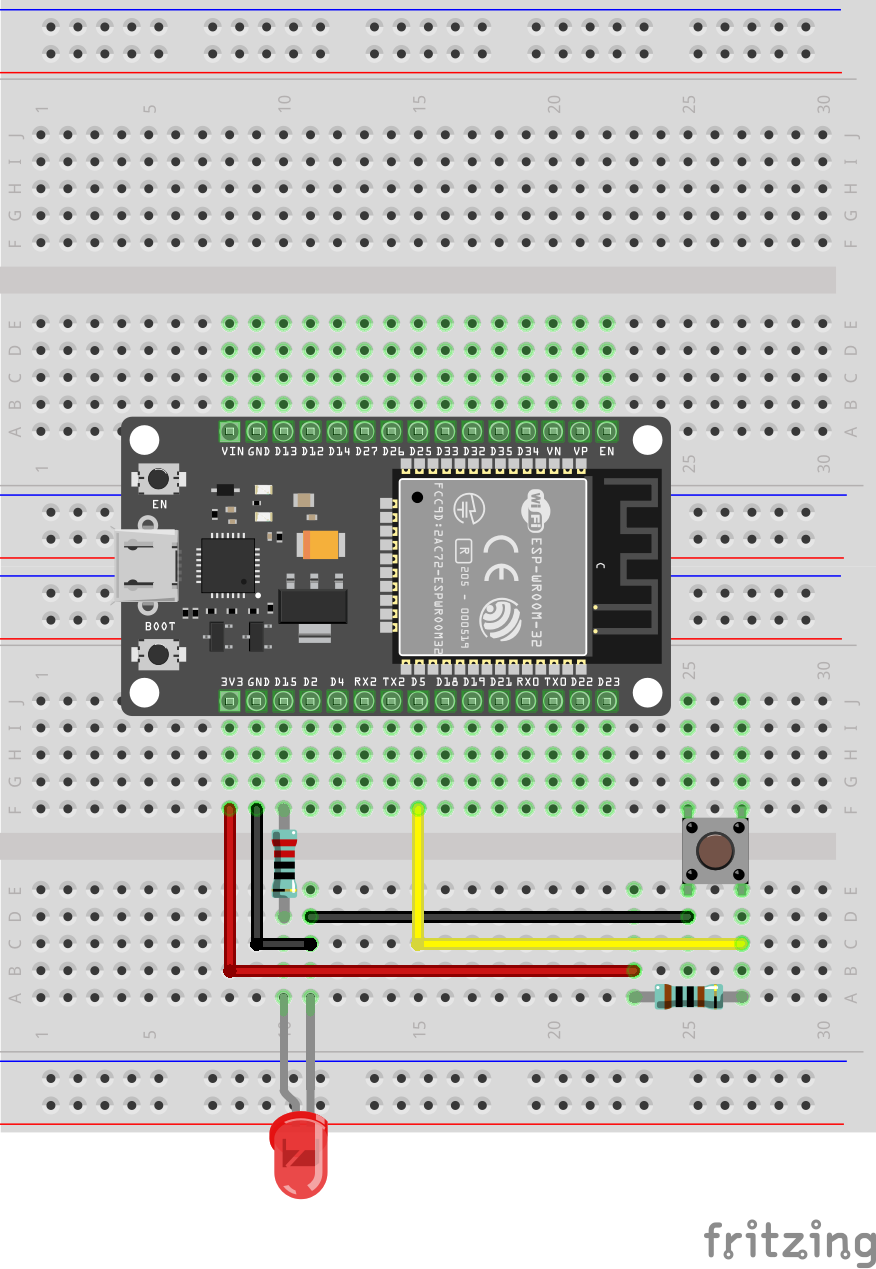 1 5 10 15 20 25 30
J J
I I
H H
G G
F F
E E
D D
C C
B B
A A
VIN GND D13 D12 D14 D27 D26 D25 D33 D32 D35 D34 VN VP EN
1 25 30
EN
FCC ID:2AC7Z-ESPWROOM32
R
205 - 000519
CE
WiFi
ESP-WROOM-32
C
BOOT
3V3 GND D15 D2 D4 RX2 TX2 D5 D18 D19 D21 RX0 TX0 D22 D23
1 25 30
J J
I I
H H
G G
F F
E E
D D
C C
B B
A A
1 5 10 15 20 25 30
fritzing